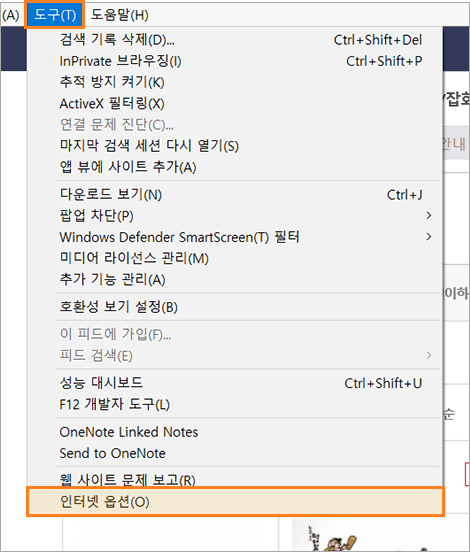 (A) 도구(T) 도움말(H)
검색 기록 삭제(D)... Ctrl+Shift+Del
InPrivate 브라우징(I) Ctrl+Shift+P
추적 방지 켜기(K)
ActiveX 필터링(X)
연결 문제 진단(C)...
마지막 검색 세션 다시 열기(S)
앱 뷰에 사이트 추가(A)
다운로드 보기(N) Ctrl+J
팝업 차단(P)
Windows Defender SmartScreen(T) 필터
미디어 라이선스 관리(M)
추가 기능 관리(A)
호환성 보기 설정(B)
이 피드에 가입(F)...
피드 검색(E)
성능 대시보드 Ctrl+Shift+U
F12 개발자 도구(L)
OneNote Linked Notes
Send to OneNote
웹 사이트 문제 보고(R)
인터넷 옵션(O)
잡화
안내
이하
순